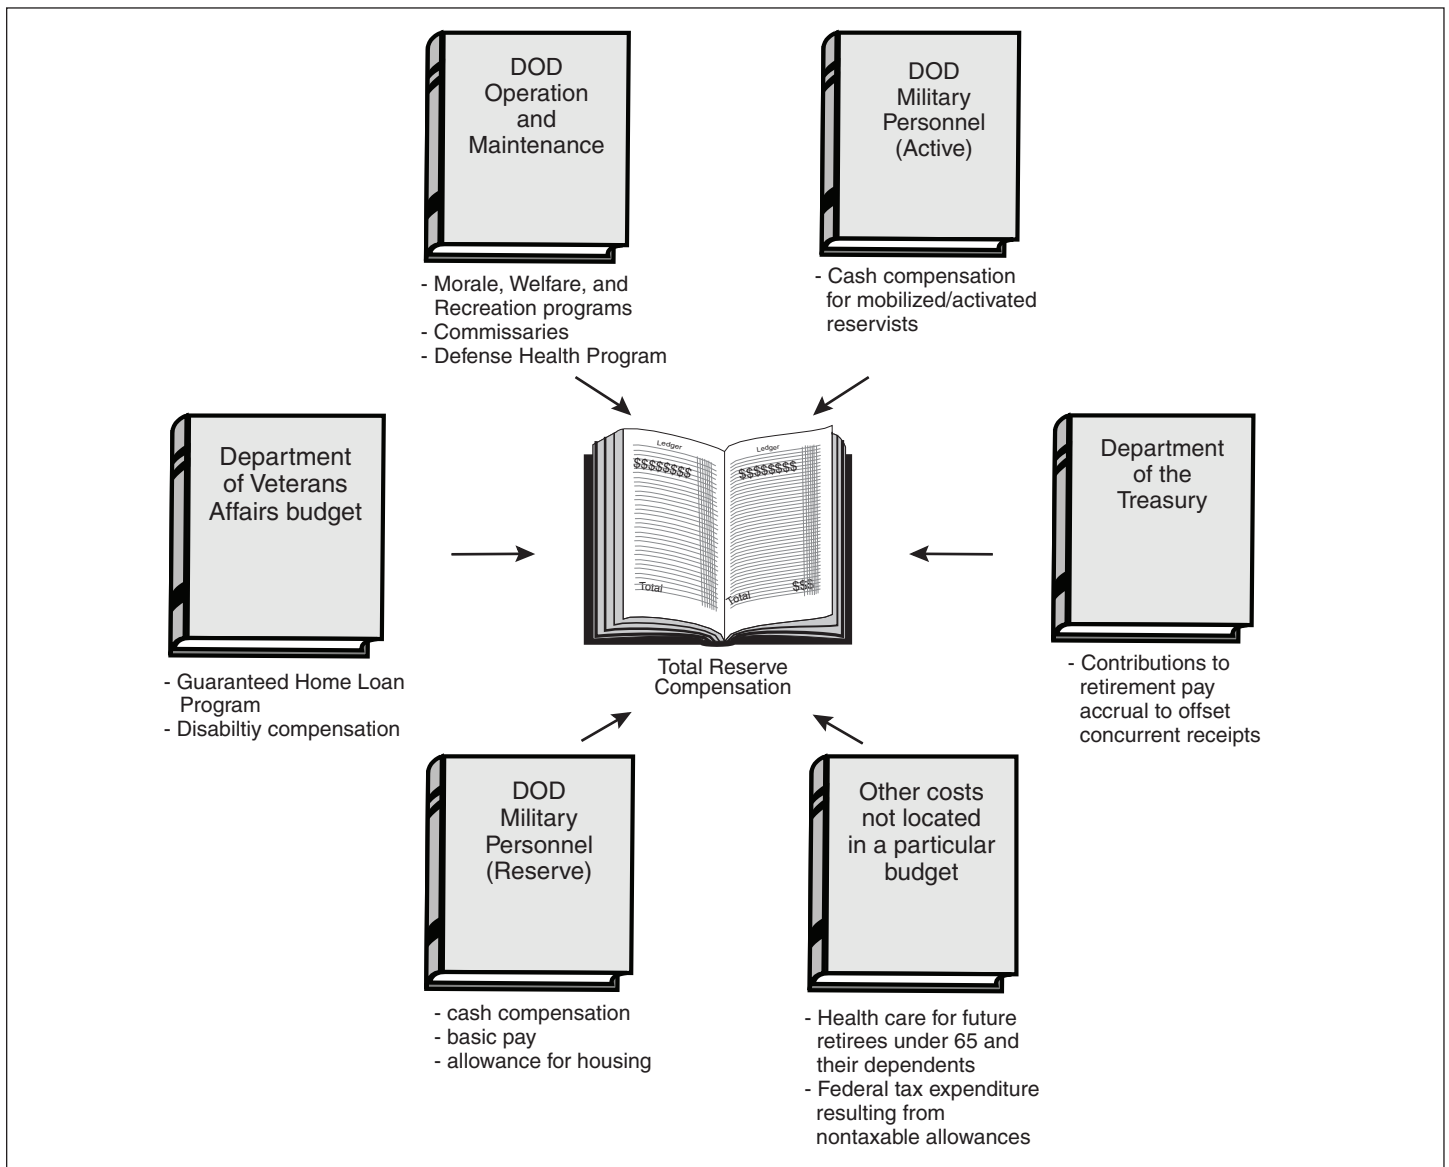 DOD
Operation
and
Maintenance
- Morale, Welfare, and
Recreation programs
- Commissaries
- Defense Health Program
DOD
Military
Personnel
(Active)
- Cash compensation
for mobilized/activated
reservists
Department
of Veterans
Affairs budget
- Guaranteed Home Loan
Program
- Disabiltiy compensation
Ledger
$$$$$$$$
Total
Ledger
$$$$$$$$
Total
$$$
Total Reserve
Compensation
Department
of the
Treasury
- Contributions to
retirement pay
accrual to offset
concurrent receipts
DOD
Military
Personnel
(Reserve)
- cash compensation
- basic pay
- allowance for housing
Other costs
not located
in a particular
budget
- Health care for future
retirees under 65 and
their dependents
- Federal tax expenditure
resulting from
nontaxable allowances